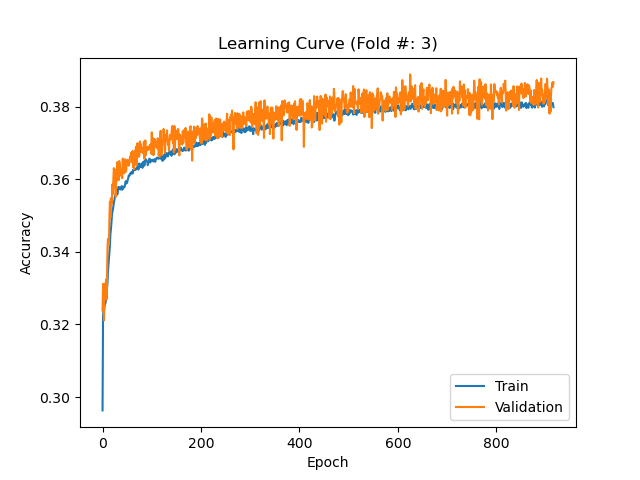 Learning Curve (Fold #: 3)
0.38
0.36
0.34
0.32
0.30
Accuracy
0
200
400
600
800
Epoch
Train
Validation